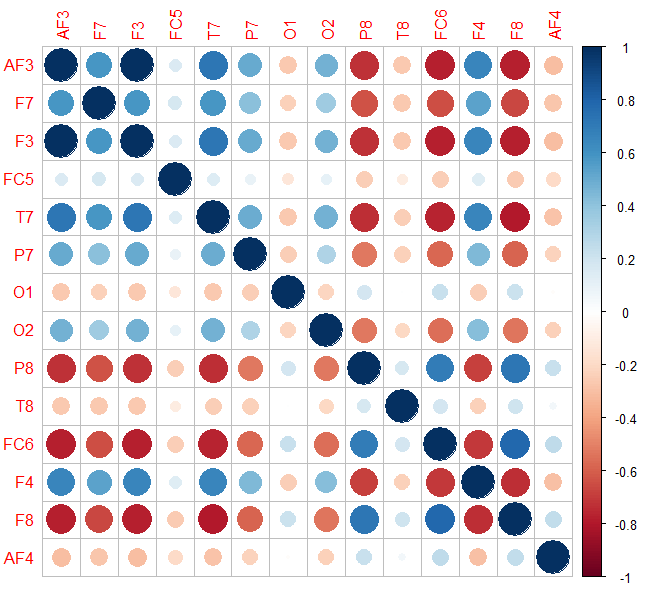 AF3 F7 F3 FC5 T7 P7 O1 O2 P8 T8 FC6 F4 F8 AF4
AF3
F7
F3
FC5
T7
P7
O1
O2
P8
T8
FC6
F4
F8
AF4
1
0.8
0.6
0.4
0.2
0
-0.2
-0.4
-0.6
-0.8
-1